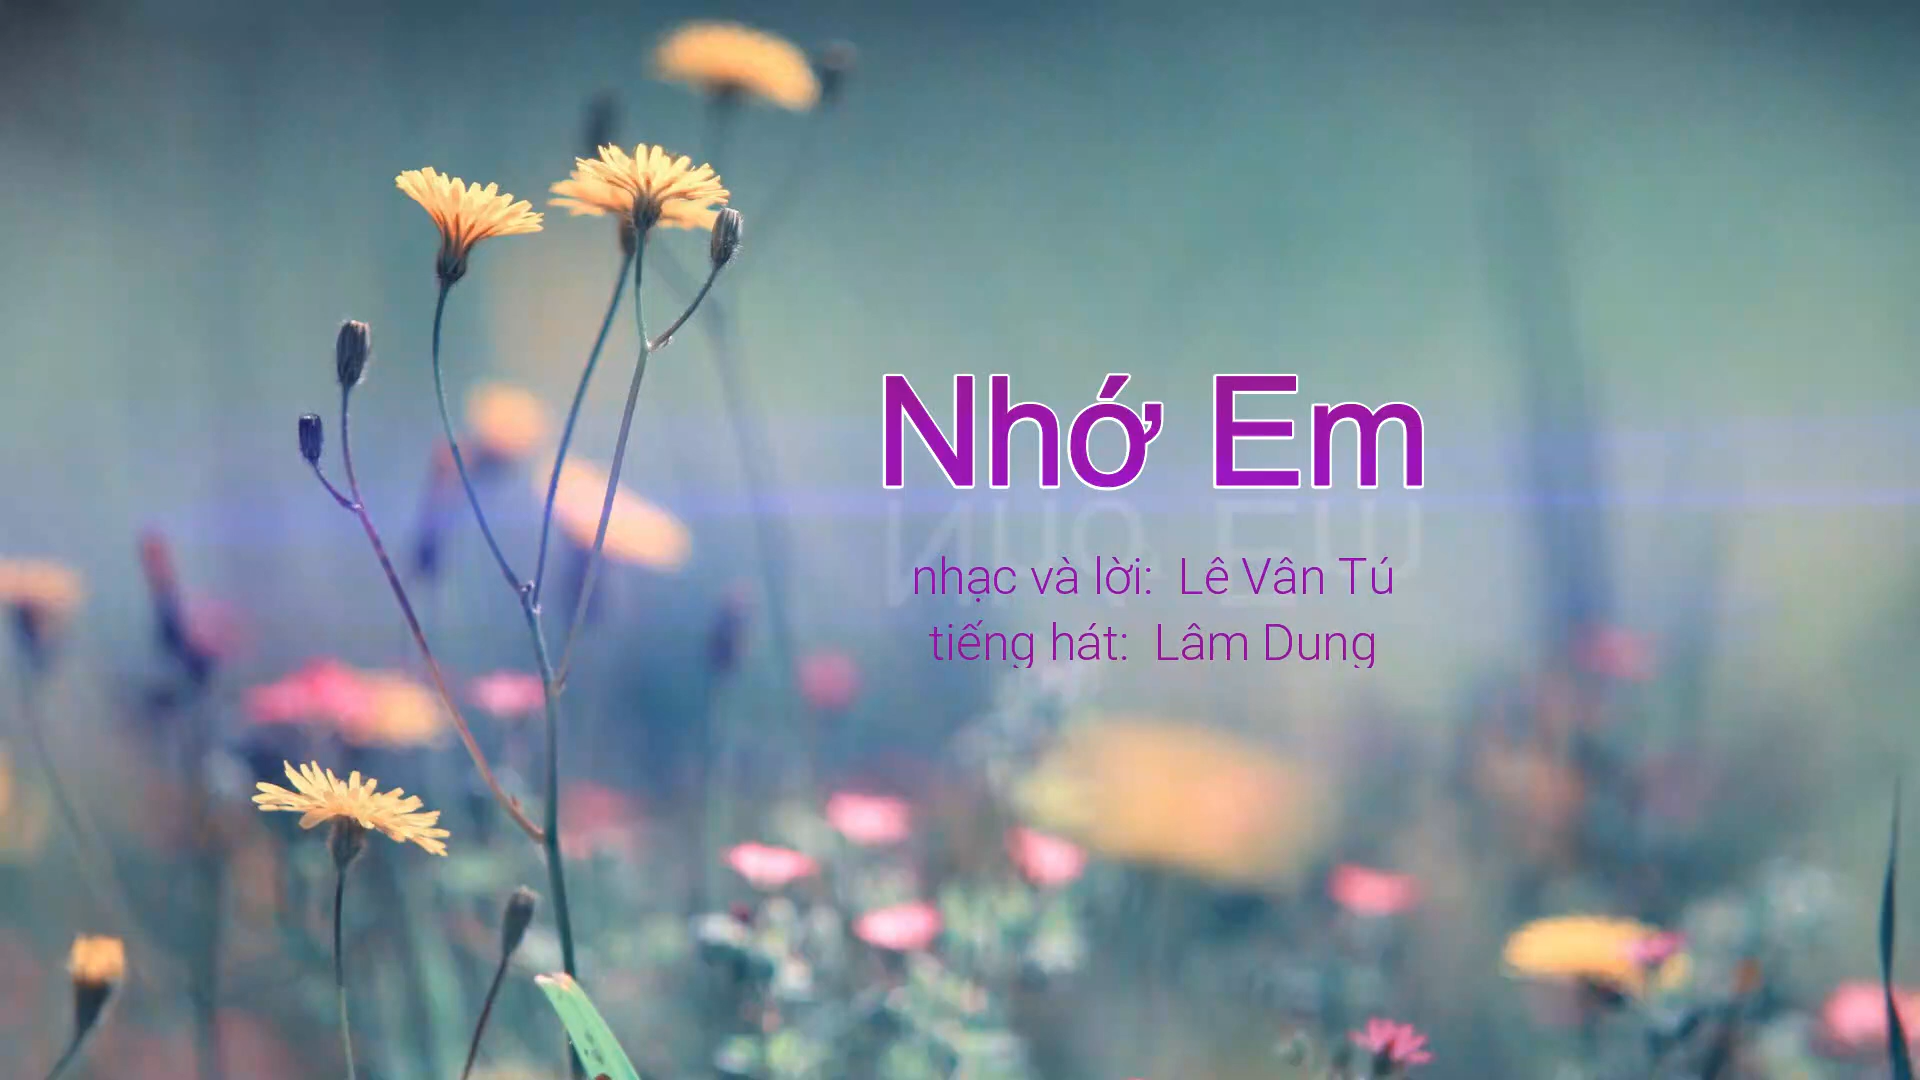 Nhớ Em
nhạc và lời: Lê Vân Tú
tiếng hát: Lâm Dung